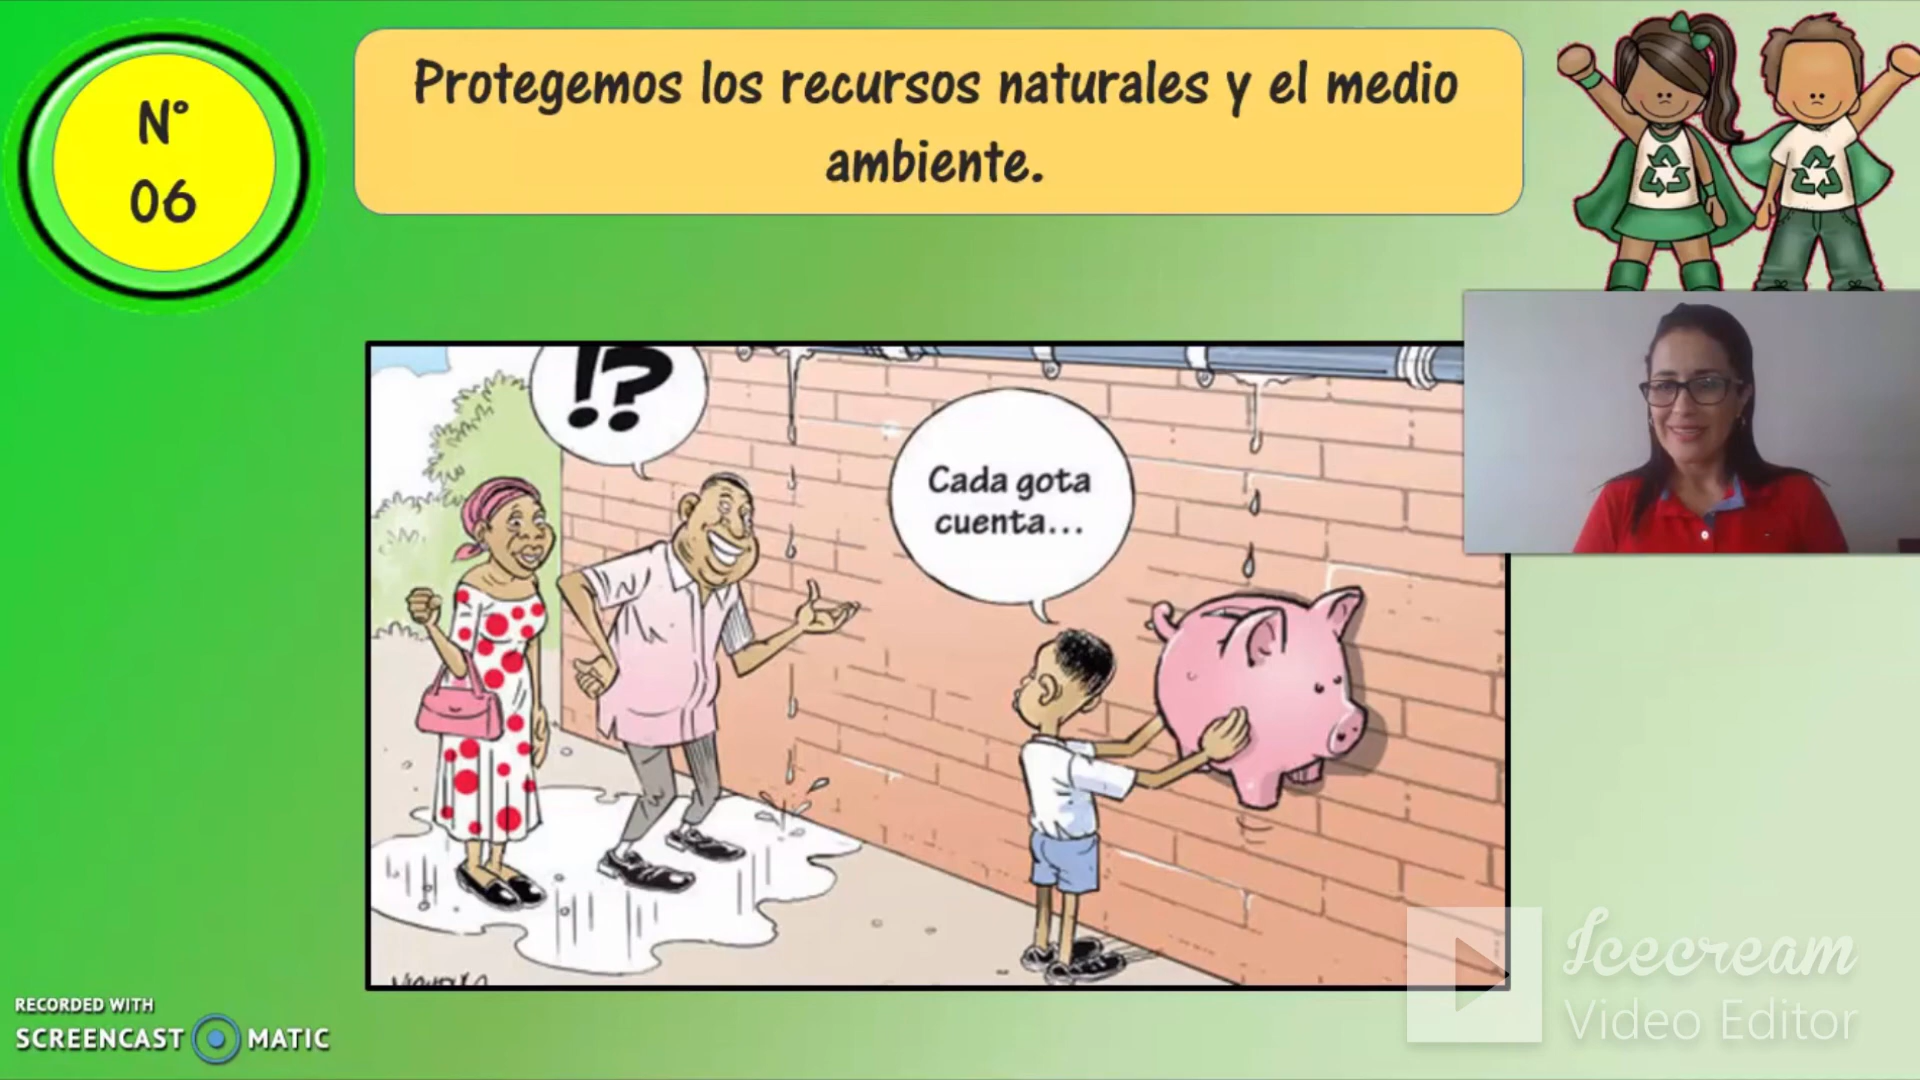 N°
06
Protegemos los recursos naturales y el medio
ambiente.
!?
Cada gota
cuenta...
RECORDED WITH
SCREENCAST MATIC
Icecream
Video Editor